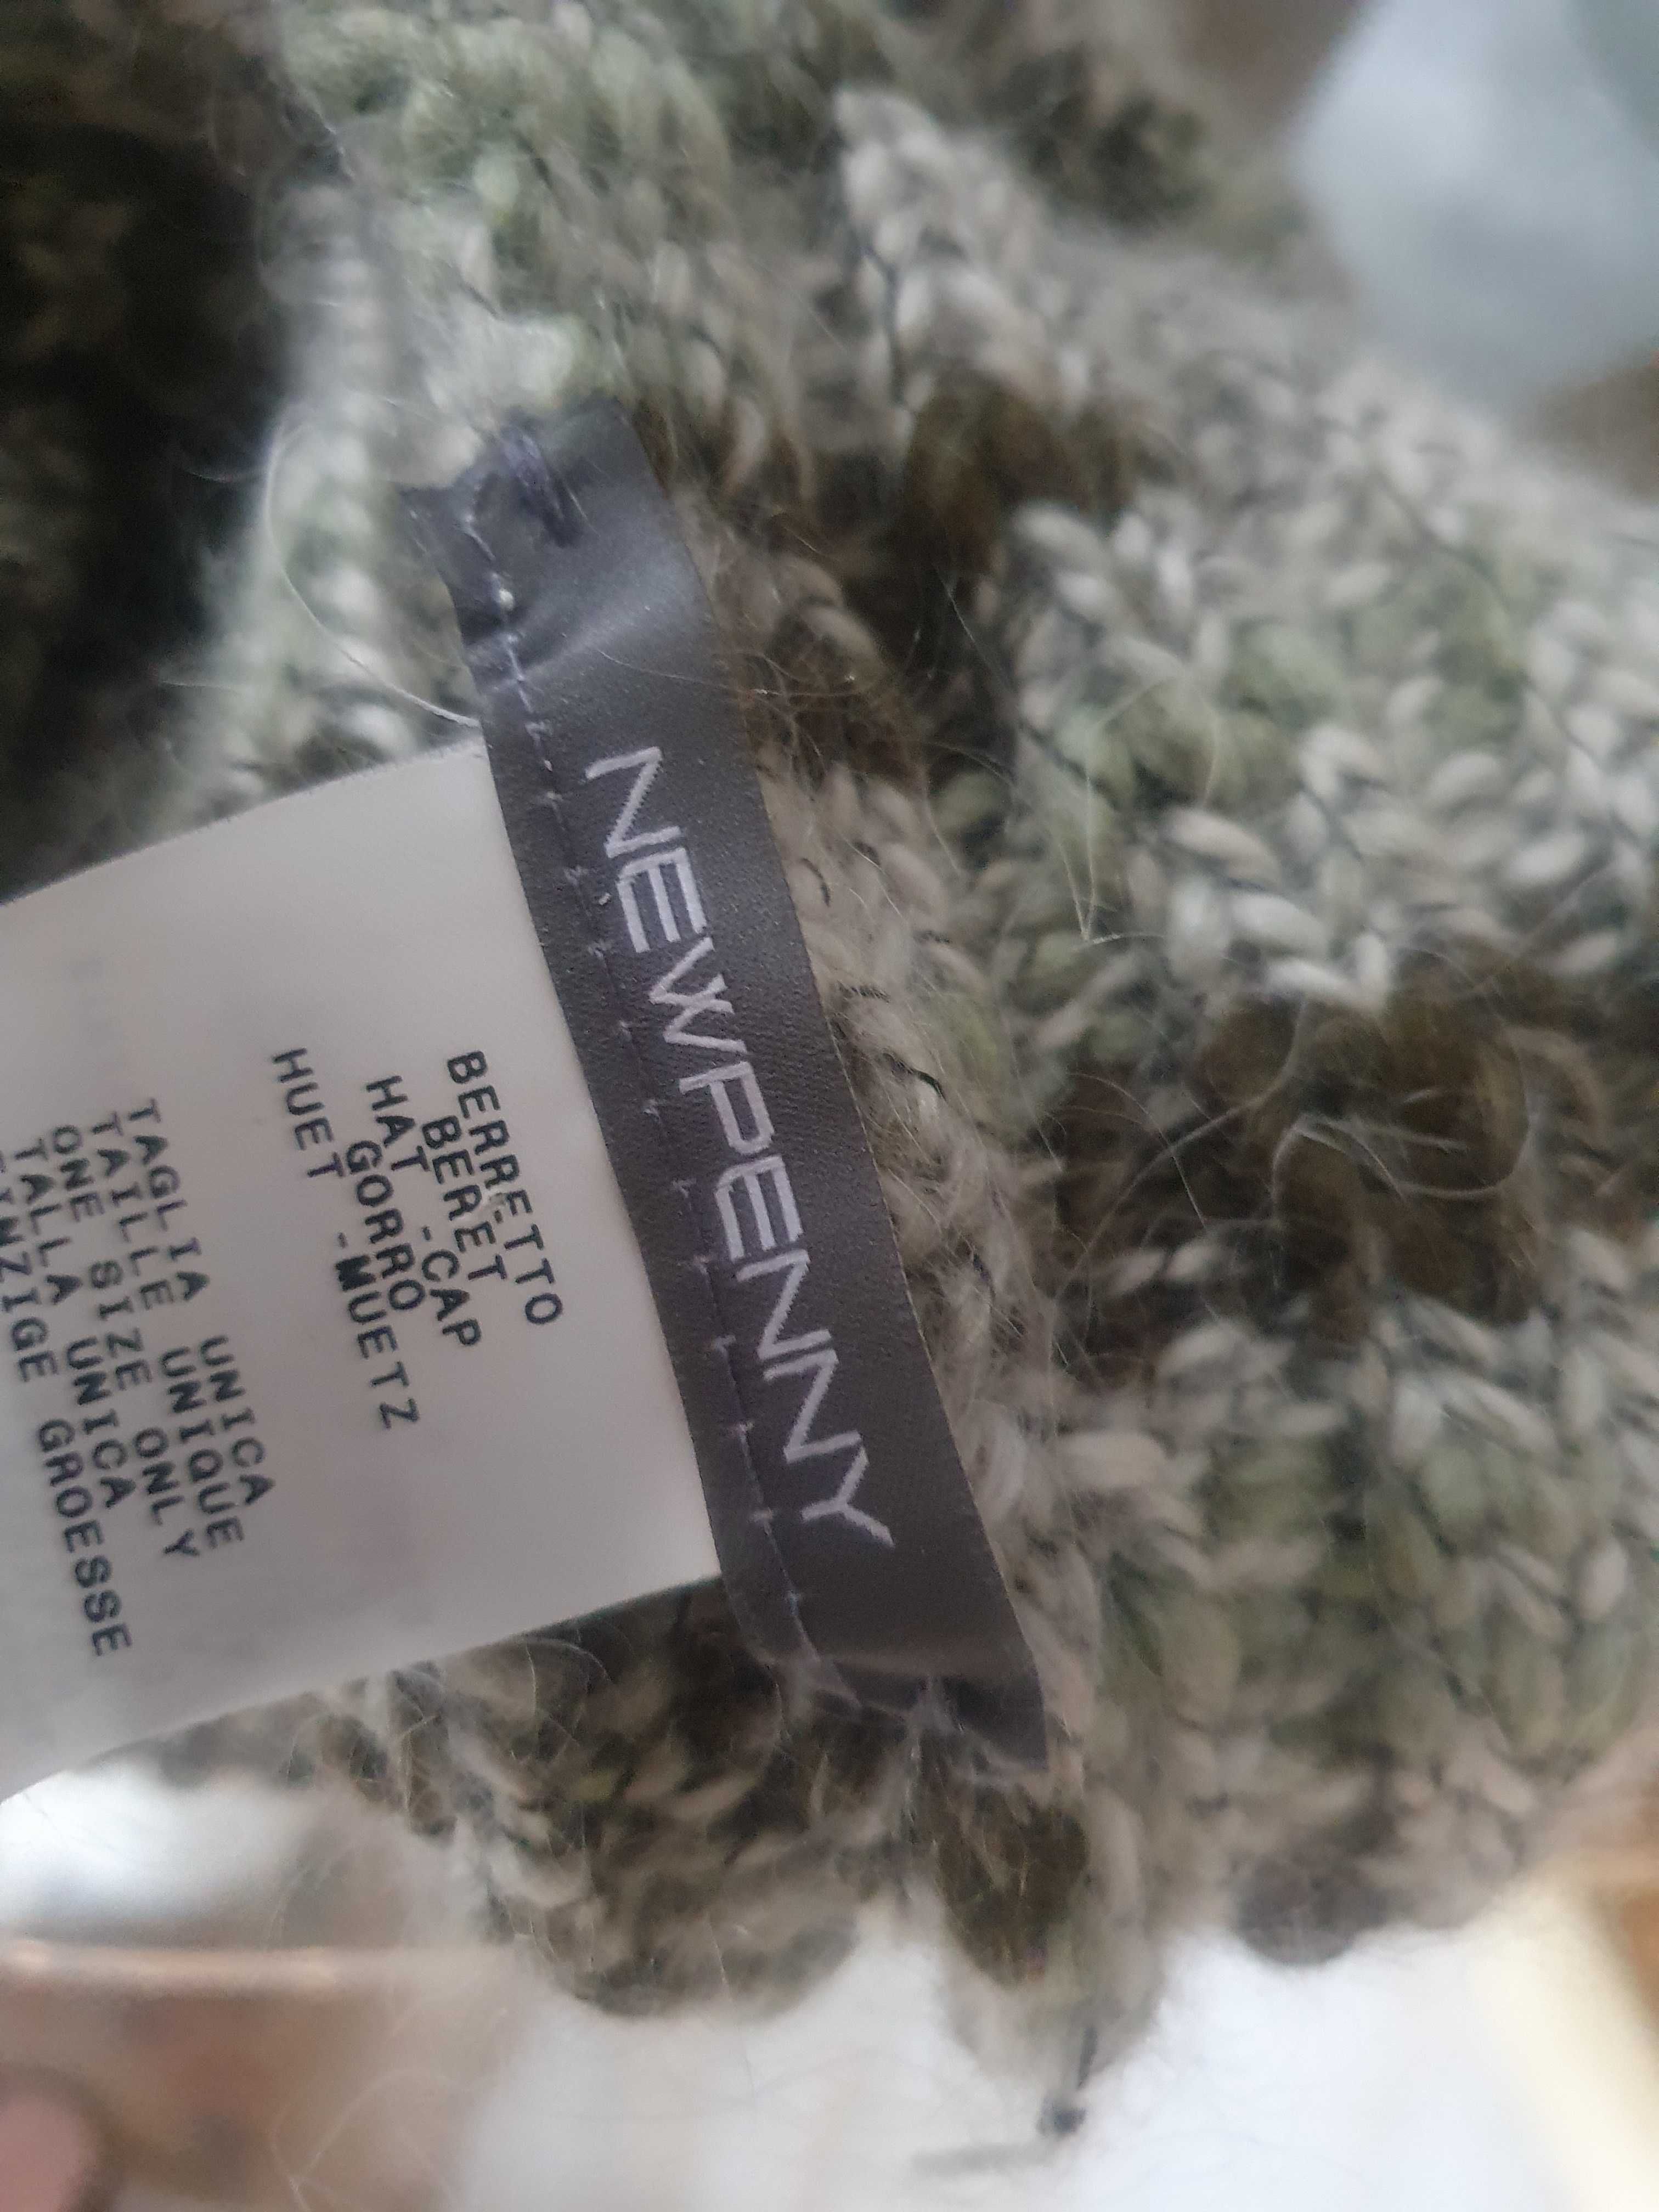 NEWPENNY
BERRETTO
BERET
HAT -CAP
GORRO
HUET -MUETZ
TAGLIA UNICA
TAILLE UNIQUE
ONE SIZE ONLY
TALLA UNICA
GROESSE